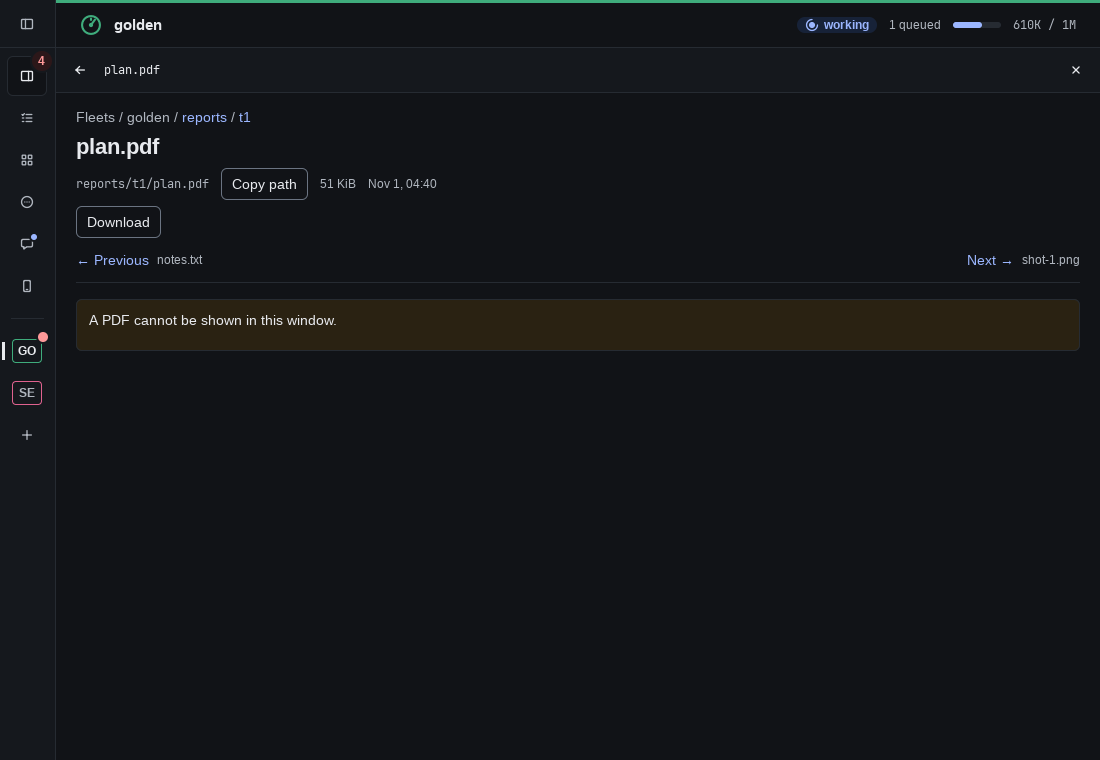 golden
working
1 queued
610K / 1M
4
plan.pdf
Fleets / golden / reports / t1
plan.pdf
reports/t1/plan.pdf
Copy path
51 KiB
Nov 1, 04:40
Download
← Previous notes.txt
Next → shot-1.png
A PDF cannot be shown in this window.
GO
SE